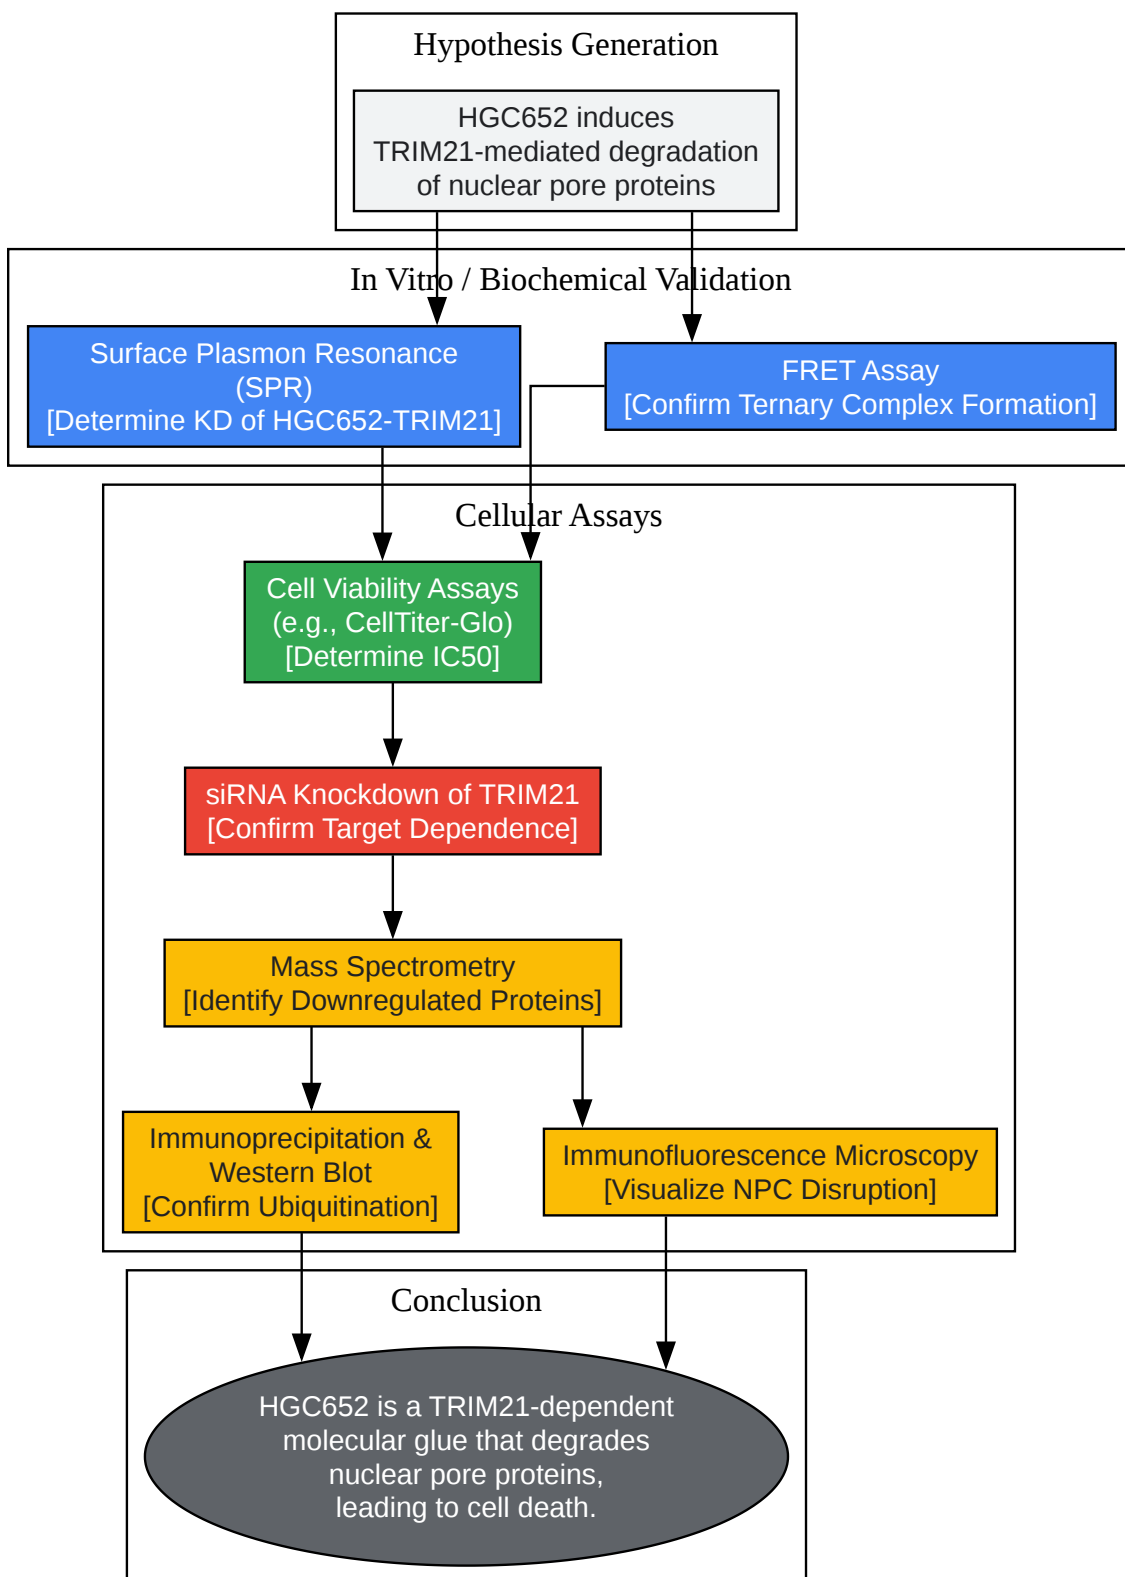 Hypothesis Generation
HGC652 induces
TRIM21-mediated degradation
of nuclear pore proteins
In Vitro / Biochemical Validation
Surface Plasmon Resonance
(SPR)
[Determine KD of HGC652-TRIM21]
FRET Assay
[Confirm Ternary Complex Formation]
Cellular Assays
Cell Viability Assays
(e.g., CellTiter-Glo)
[Determine IC50]
siRNA Knockdown of TRIM21
[Confirm Target Dependence]
Mass Spectrometry
[Identify Downregulated Proteins]
Immunoprecipitation &
Western Blot
[Confirm Ubiquitination]
Immunofluorescence Microscopy
[Visualize NPC Disruption]
Conclusion
HGC652 is a TRIM21-dependent
molecular glue that degrades
nuclear pore proteins,
leading to cell death.